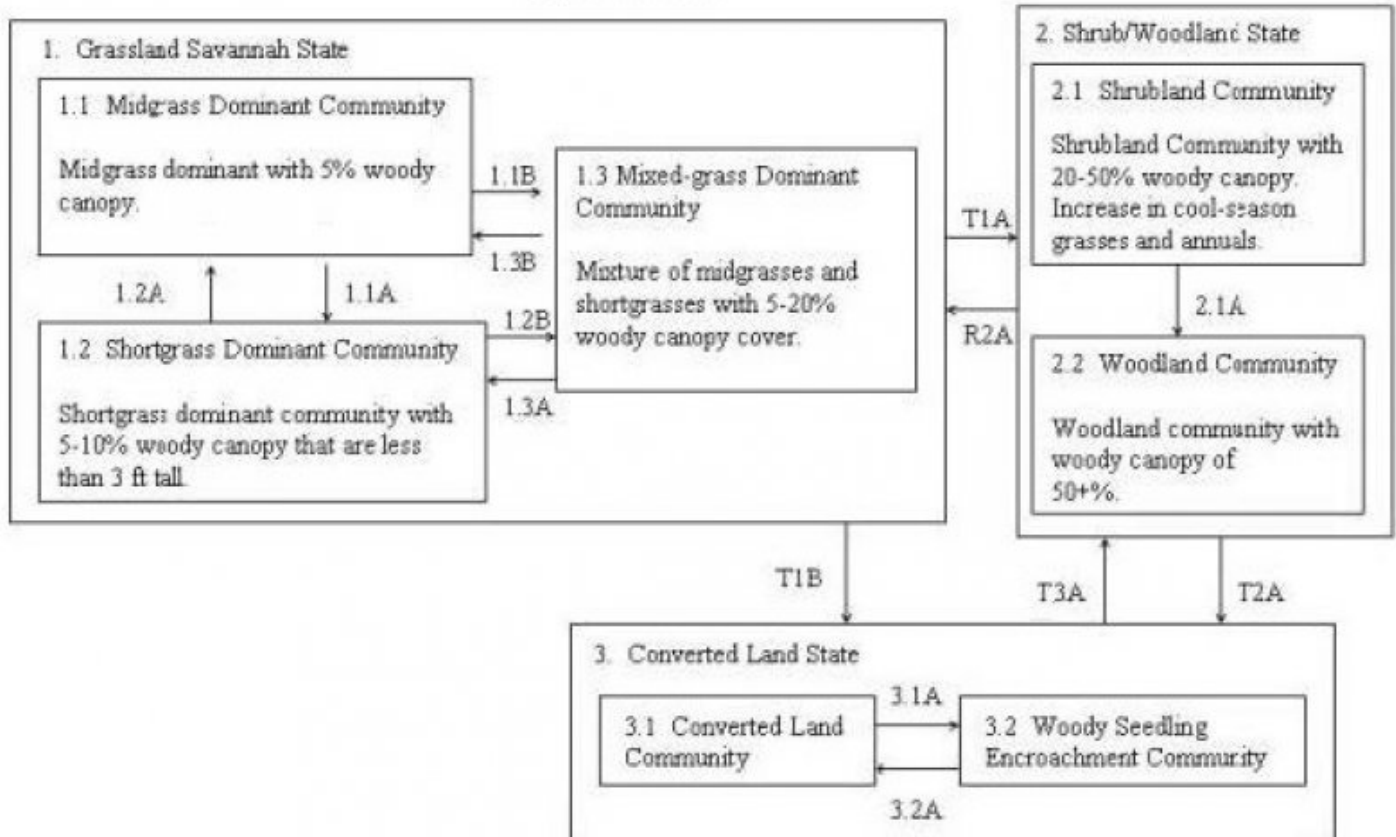 1. Grassland Savannah State
1.1 Midgrass Dominant Community
Midgrass dominant with 5% woody
canopy.
1.1B
1.3B
1.2A
1.1A
1.2 Shortgrass Dominant Community
Shortgrass dominant community with
5-10% woody canopy that are less
than 3 ft tall.
1.2B
1.3A
1.3 Mixed-grass Dominant
Community
Mixture of midgrasses and
shortgrasses with 5-20%
woody canopy cover.
T1A
R2A
2. Shrub/Woodland State
2.1 Shrubland Community
Shrubland Community with
20-50% woody canopy.
Increase in cool-season
grasses and annuals.
2.1A
2.2 Woodland Community
Woodland community with
woody canopy of
50+%.
T1B
T3A
T2A
3. Converted Land State
3.1 Converted Land
Community
3.1A
3.2A
3.2 Woody Seedling
Encroachment Community